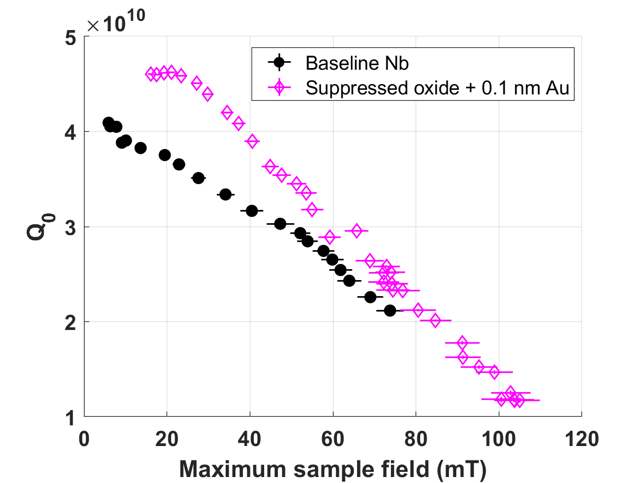 ×10^10
5
Baseline Nb
Suppressed oxide + 0.1 nm Au
4
Q_0
3
2
1
0 20 40 60 80 100 120
Maximum sample field (mT)